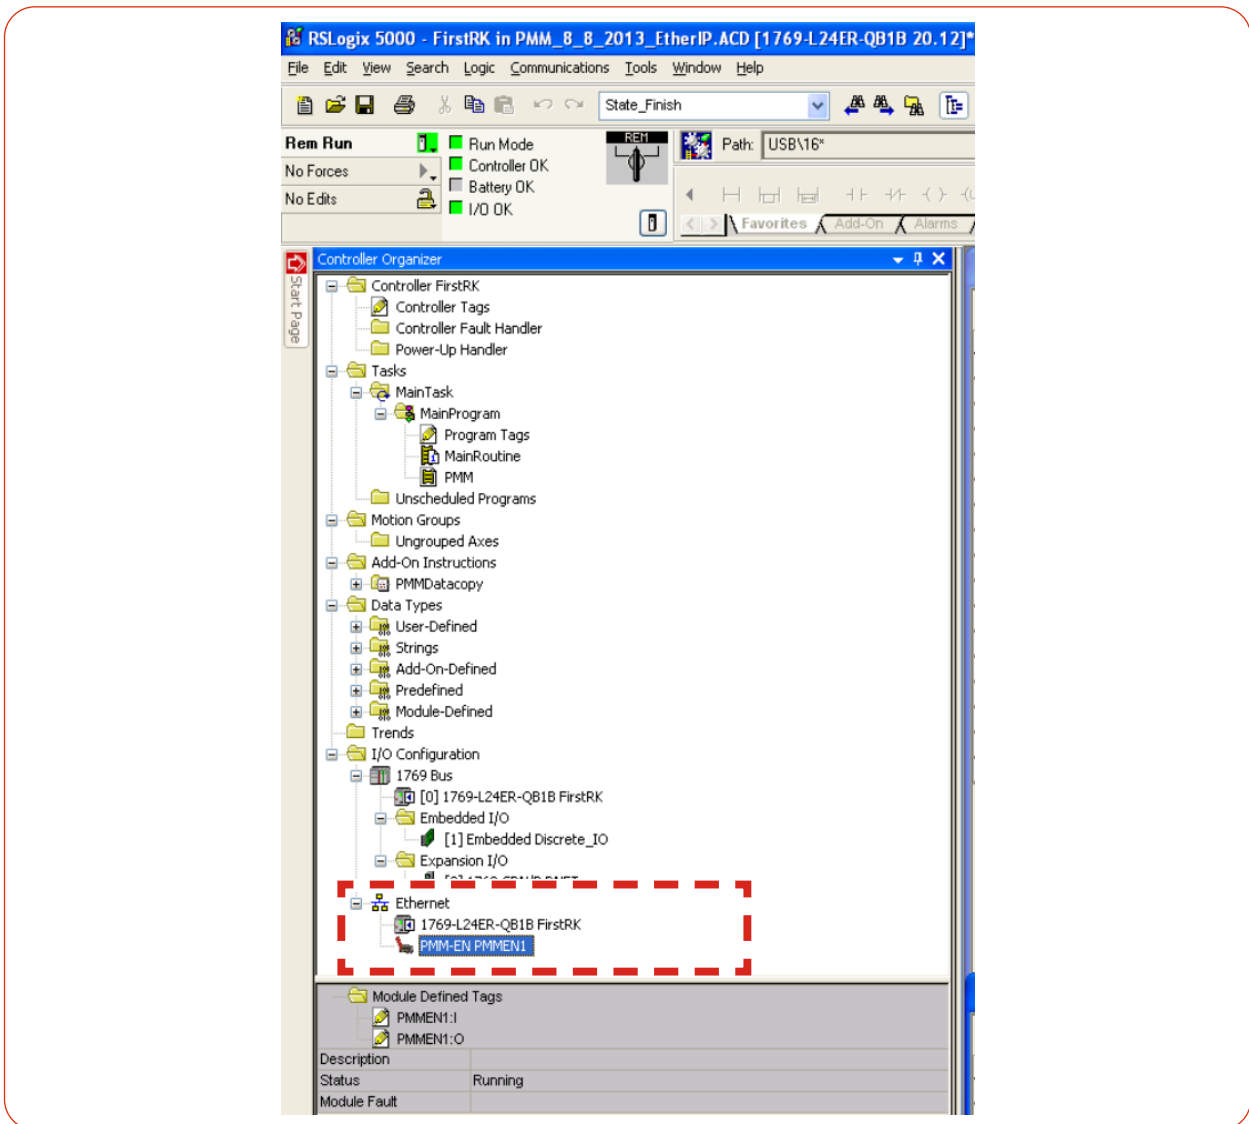 RSLogix 5000 - FirstRK in PMM_8_8_2013_EtherIP.ACD [1769-L24ER-QB1B 20.12]*
File Edit View Search Logic Communications Tools Window Help
State_Finish
Rem Run
No Forces
No Edits
Run Mode
Controller OK
Battery OK
I/O OK
REM
Path: USB\16*
Favorites Add-On Alarms
Start Page
Controller Organizer
Controller FirstRK
Controller Tags
Controller Fault Handler
Power-Up Handler
Tasks
MainTask
MainProgram
Program Tags
MainRoutine
PMM
Unscheduled Programs
Motion Groups
Ungrouped Axes
Add-On Instructions
PMMDatacopy
Data Types
User-Defined
Strings
Add-On-Defined
Predefined
Module-Defined
Trends
I/O Configuration
1769 Bus
[0] 1769-L24ER-QB1B FirstRK
Embedded I/O
[1] Embedded Discrete_IO
Expansion I/O
Ethernet
1769-L24ER-QB1B FirstRK
PMM-EN PMMEN1
Module Defined Tags
PMMEN1:I
PMMEN1:O
Description
Status Running
Module Fault